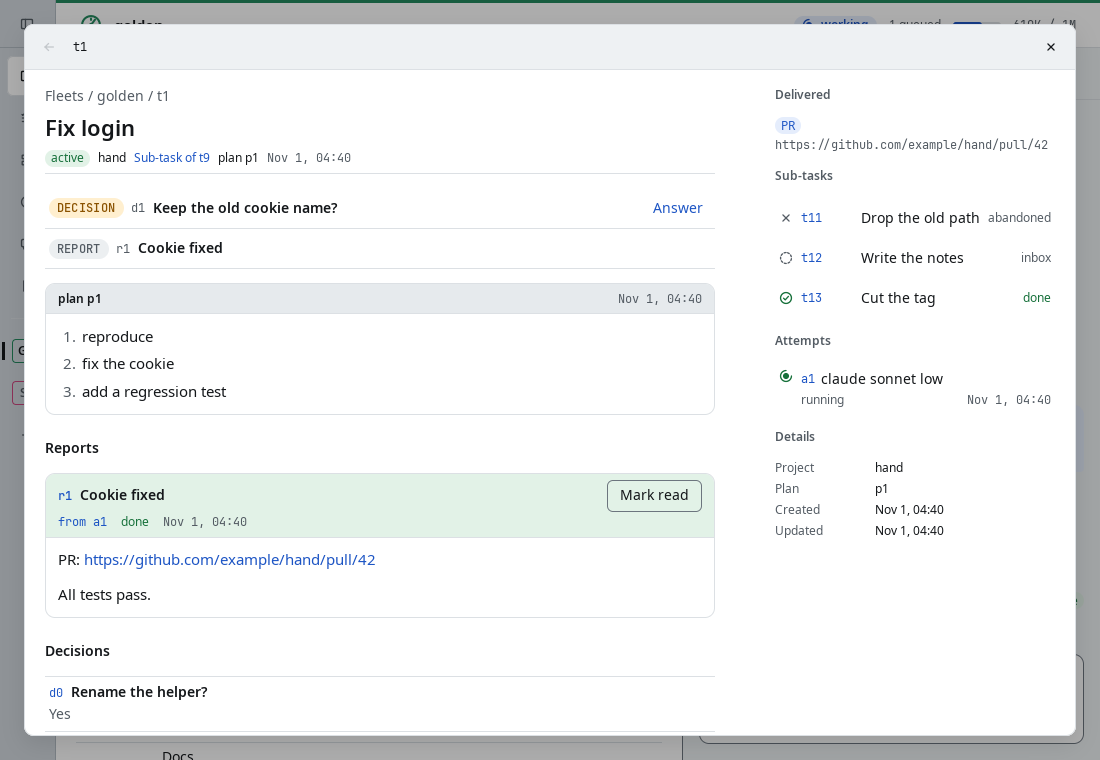 golden
working
1 queued
t1
×
Fleets / golden / t1
Fix login
active hand Sub-task of t9 plan p1 Nov 1, 04:40
DECISION d1 Keep the old cookie name? Answer
REPORT r1 Cookie fixed
plan p1 Nov 1, 04:40
1. reproduce
2. fix the cookie
3. add a regression test
Reports
r1 Cookie fixed Mark read
from a1 done Nov 1, 04:40
PR: https://github.com/example/hand/pull/42
All tests pass.
Decisions
d0 Rename the helper?
Yes
Delivered
PR
https://github.com/example/hand/pull/42
Sub-tasks
t11 Drop the old path abandoned
t12 Write the notes inbox
t13 Cut the tag done
Attempts
a1 claude sonnet low
running Nov 1, 04:40
Details
Project hand
Plan p1
Created Nov 1, 04:40
Updated Nov 1, 04:40
Docs